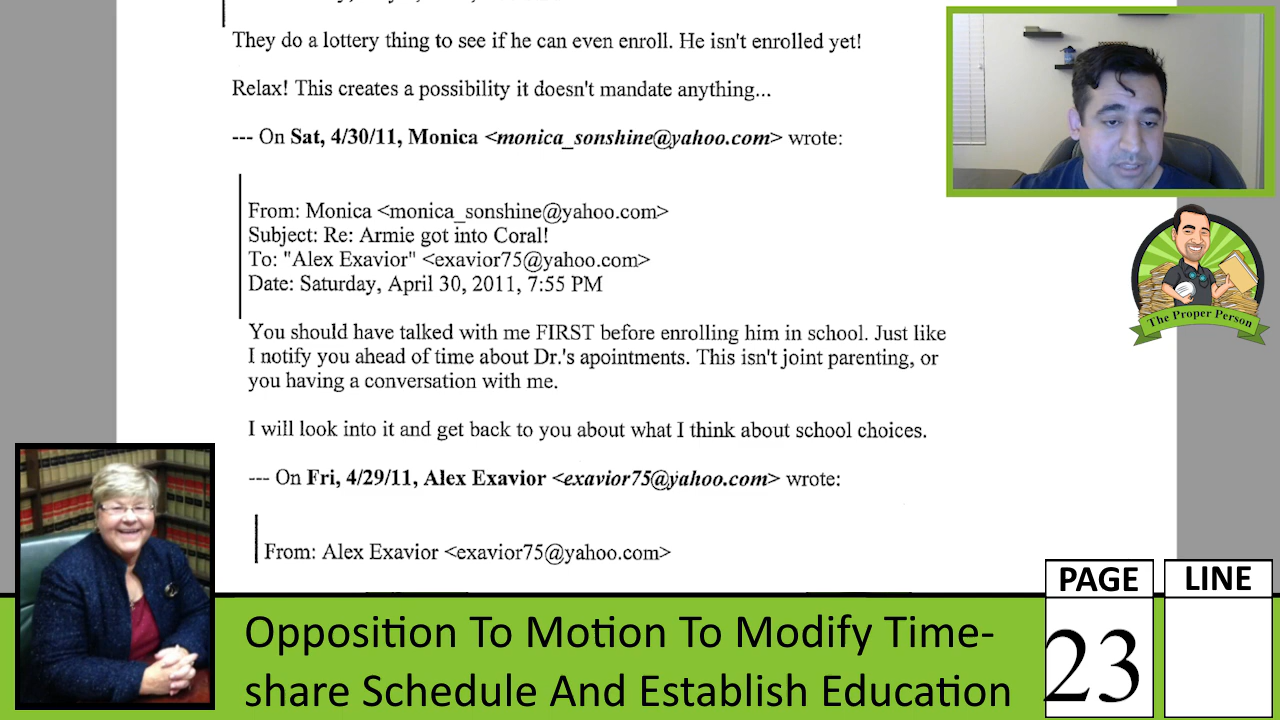 They do a lottery thing to see if he can even enroll. He isn't enrolled yet!
Relax! This creates a possibility it doesn't mandate anything...
--- On Sat, 4/30/11, Monica <monica_sonshine@yahoo.com> wrote:
From: Monica <monica_sonshine@yahoo.com>
Subject: Re: Armie got into Coral!
To: "Alex Exavior" <exavior75@yahoo.com>
Date: Saturday, April 30, 2011, 7:55 PM
You should have talked with me FIRST before enrolling him in school. Just like
I notify you ahead of time about Dr.'s apointments. This isn't joint parenting, or
you having a conversation with me.
I will look into it and get back to you about what I think about school choices.
--- On Fri, 4/29/11, Alex Exavior <exavior75@yahoo.com> wrote:
From: Alex Exavior <exavior75@yahoo.com>
The Proper Person
PAGE
LINE
23
Opposition To Motion To Modify Time-
share Schedule And Establish Education